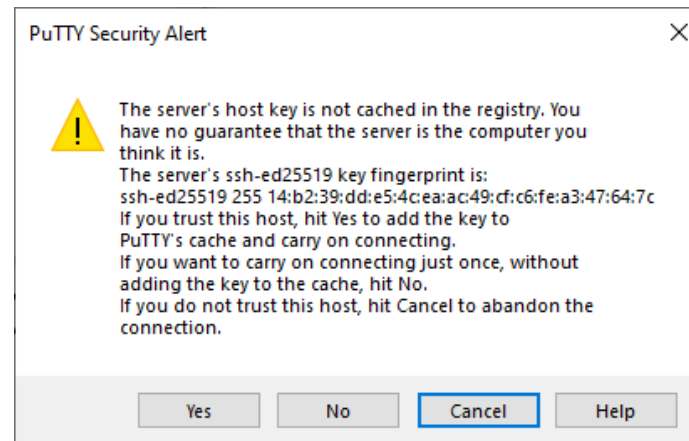 PuTTY Security Alert
The server's host key is not cached in the registry. You
have no guarantee that the server is the computer you
think it is.
The server's ssh-ed25519 key fingerprint is:
ssh-ed25519 255 14:b2:39:dd:e5:4c:ea:ac:49:cf:c6:fe:a3:47:64:7c
If you trust this host, hit Yes to add the key to
PuTTY's cache and carry on connecting.
If you want to carry on connecting just once, without
adding the key to the cache, hit No.
If you do not trust this host, hit Cancel to abandon the
connection.
Yes No Cancel Help